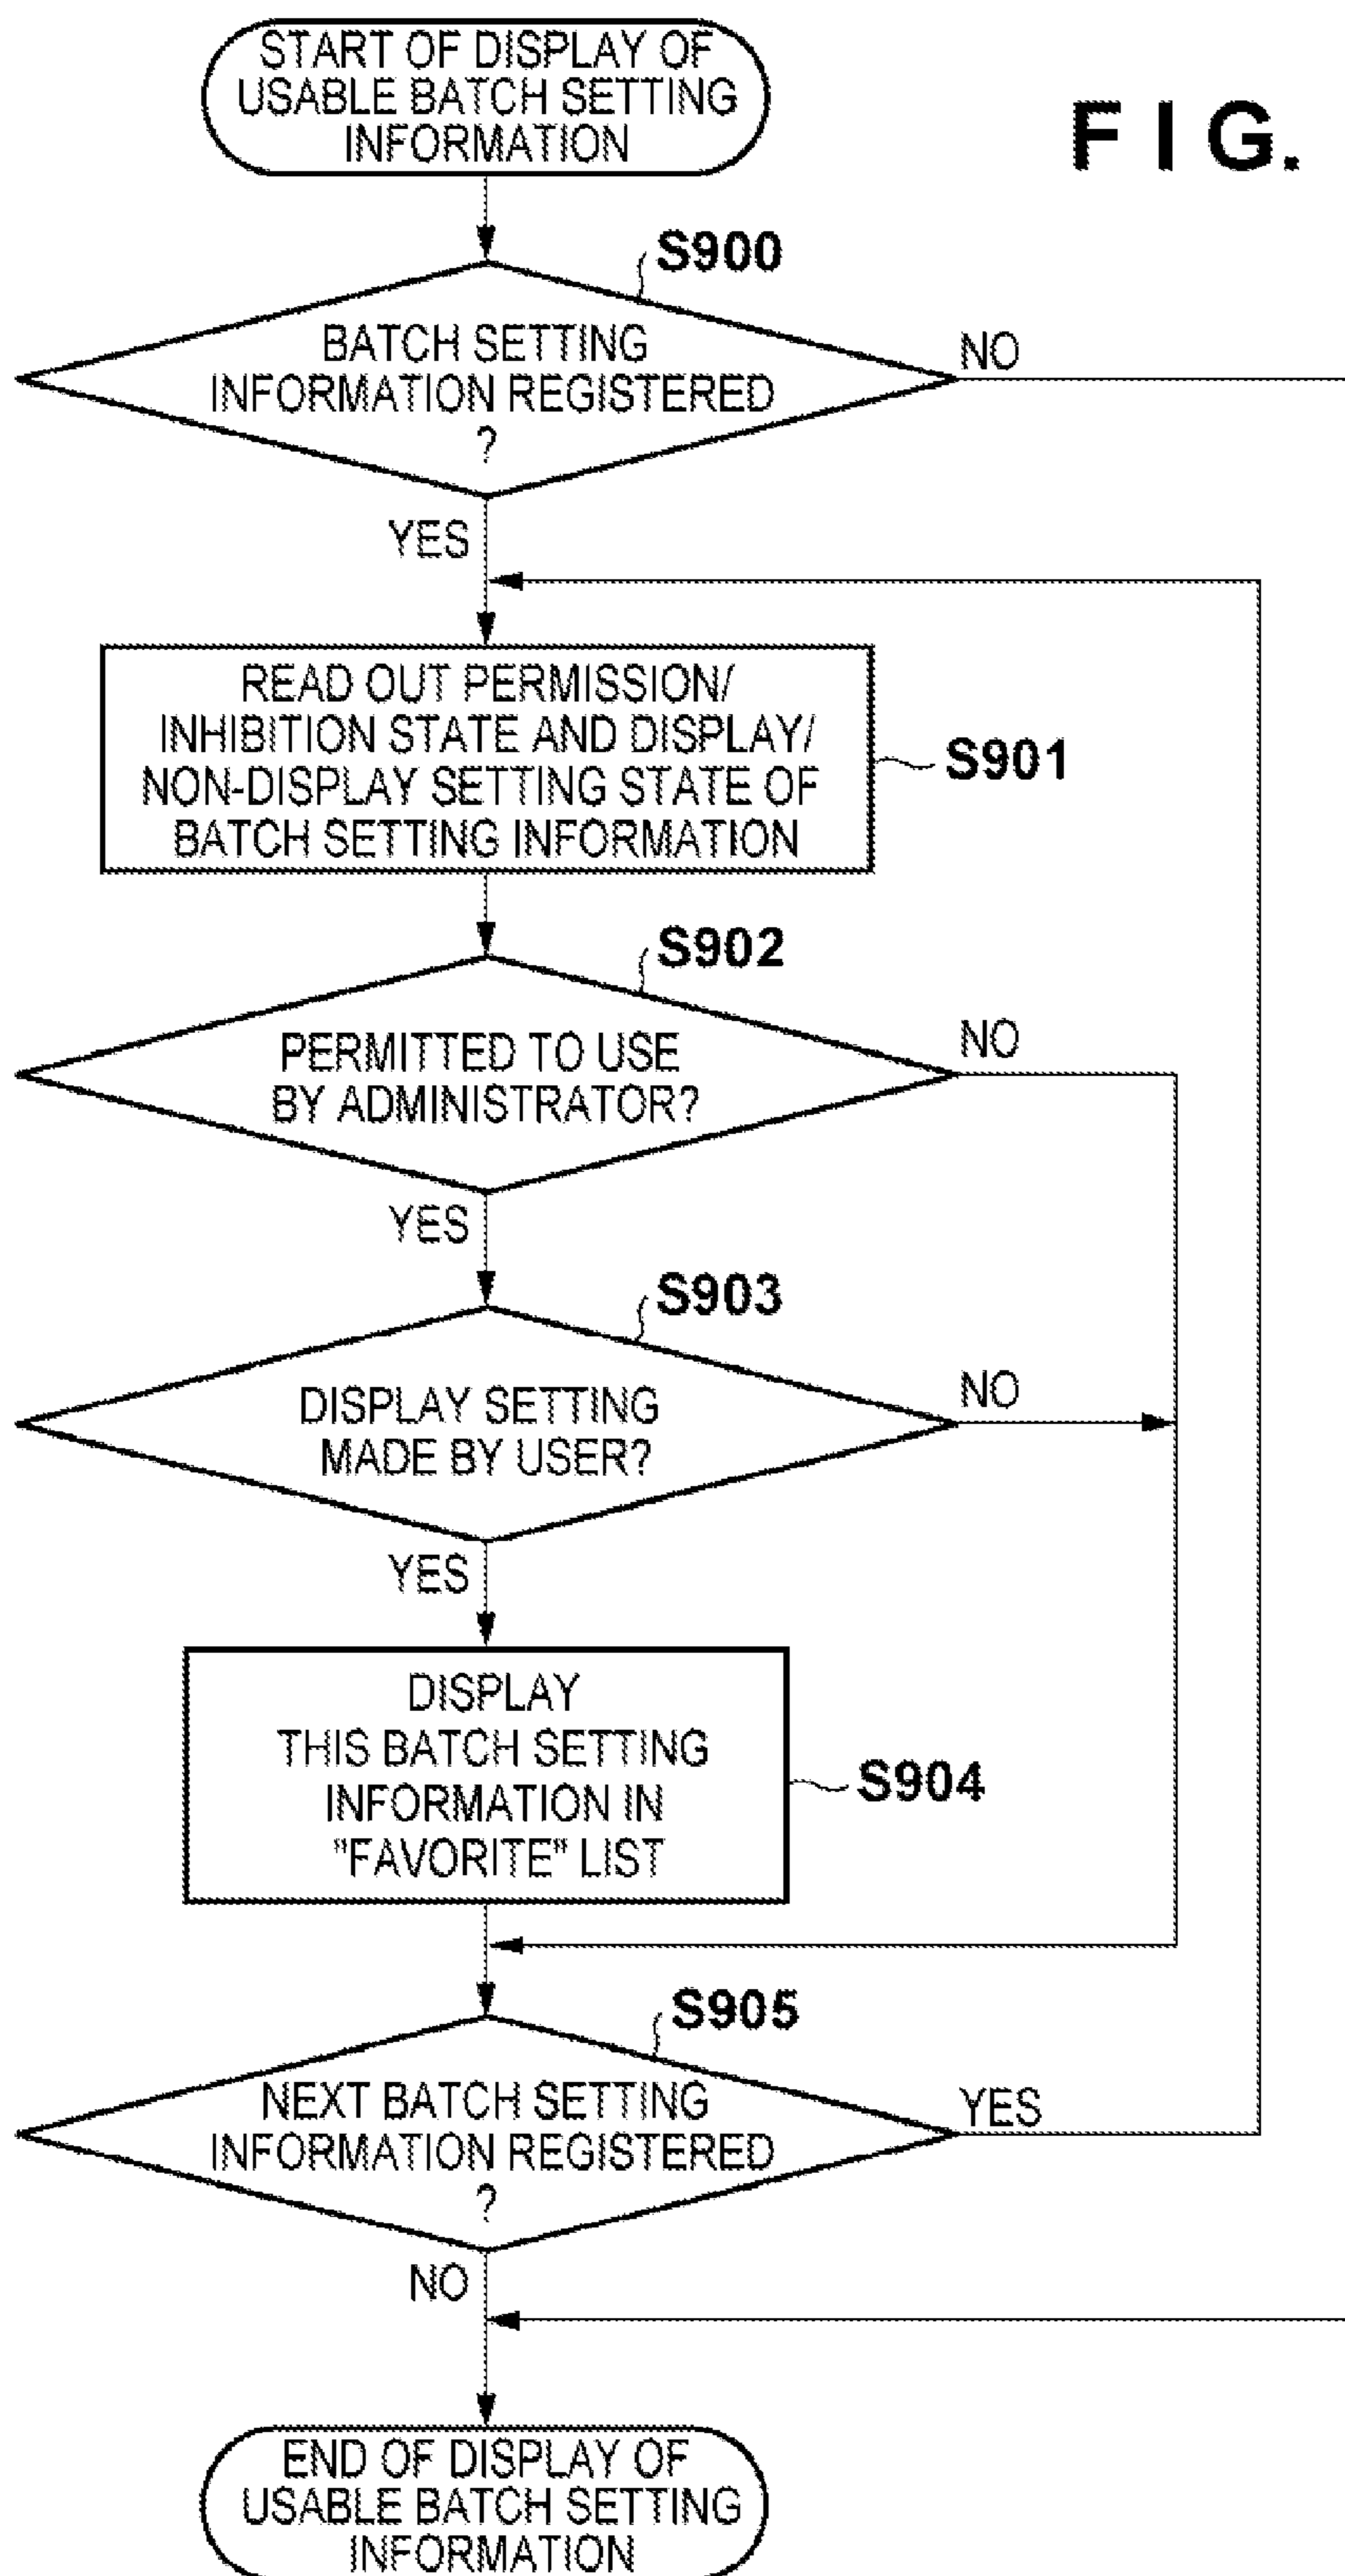 START OF DISPLAY OF
USABLE BATCH SETTING
INFORMATION
FIG.
S900
BATCH SETTING
INFORMATION REGISTERED
?
NO
YES
READ OUT PERMISSION/
INHIBITION STATE AND DISPLAY/
NON-DISPLAY SETTING STATE OF
BATCH SETTING INFORMATION
S901
S902
PERMITTED TO USE
BY ADMINISTRATOR?
NO
YES
S903
DISPLAY SETTING
MADE BY USER?
NO
YES
DISPLAY
THIS BATCH SETTING
INFORMATION IN
"FAVORITE" LIST
S904
S905
NEXT BATCH SETTING
INFORMATION REGISTERED
?
YES
NO
END OF DISPLAY OF
USABLE BATCH SETTING
INFORMATION